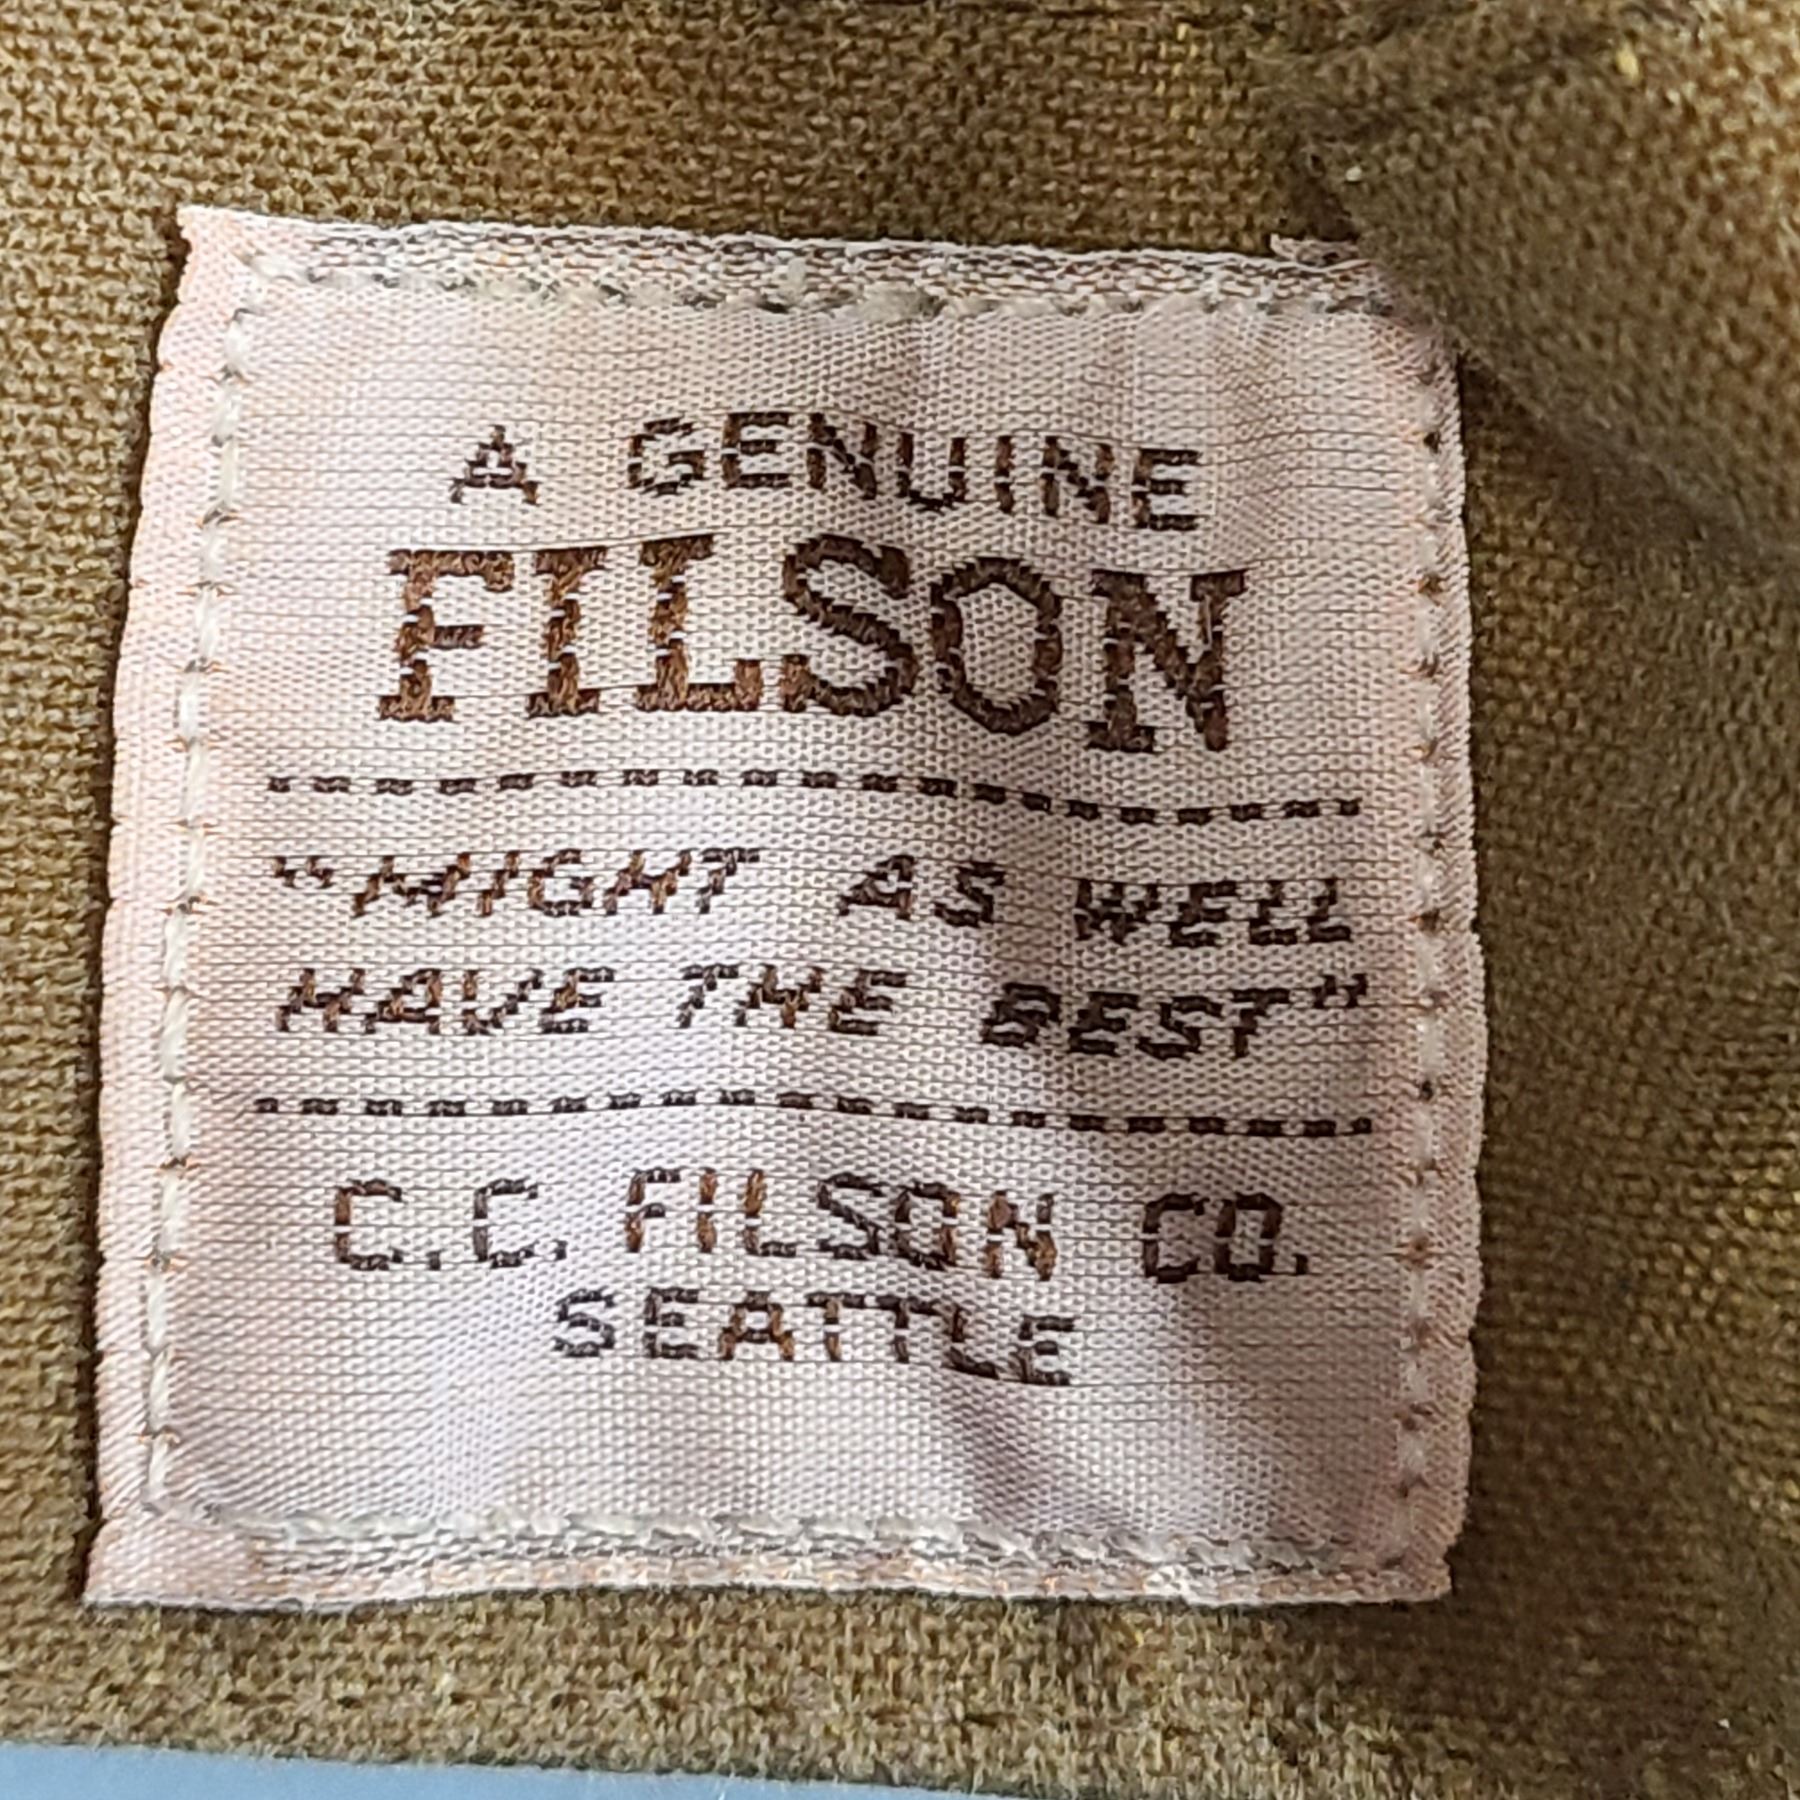 A GENUINE
FILSON
"MIGHT AS WELL
HAVE THE BEST"
C.C. FILSON CO.
SEATTLE